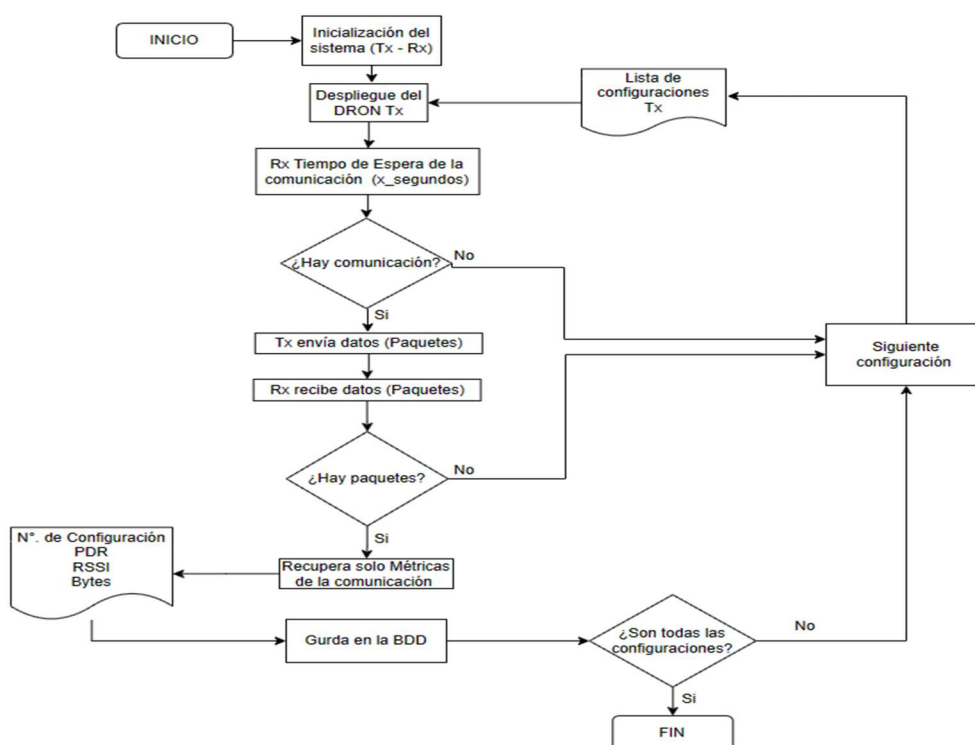 INICIO
Inicialización del
sistema (Tx - Rx)
Lista de
configuraciones
Tx
Despliegue del
DRON Tx
Rx Tiempo de Espera de la
comunicación (x_segundos)
¿Hay comunicación?
No
Si
Tx envía datos (Paquetes)
Siguiente
configuración
Rx recibe datos (Paquetes)
¿Hay paquetes?
No
Si
N°. de Configuración
PDR
RSSI
Bytes
Recupera solo Métricas
de la comunicación
Gurda en la BDD
¿Son todas las
configuraciones?
No
Si
FIN